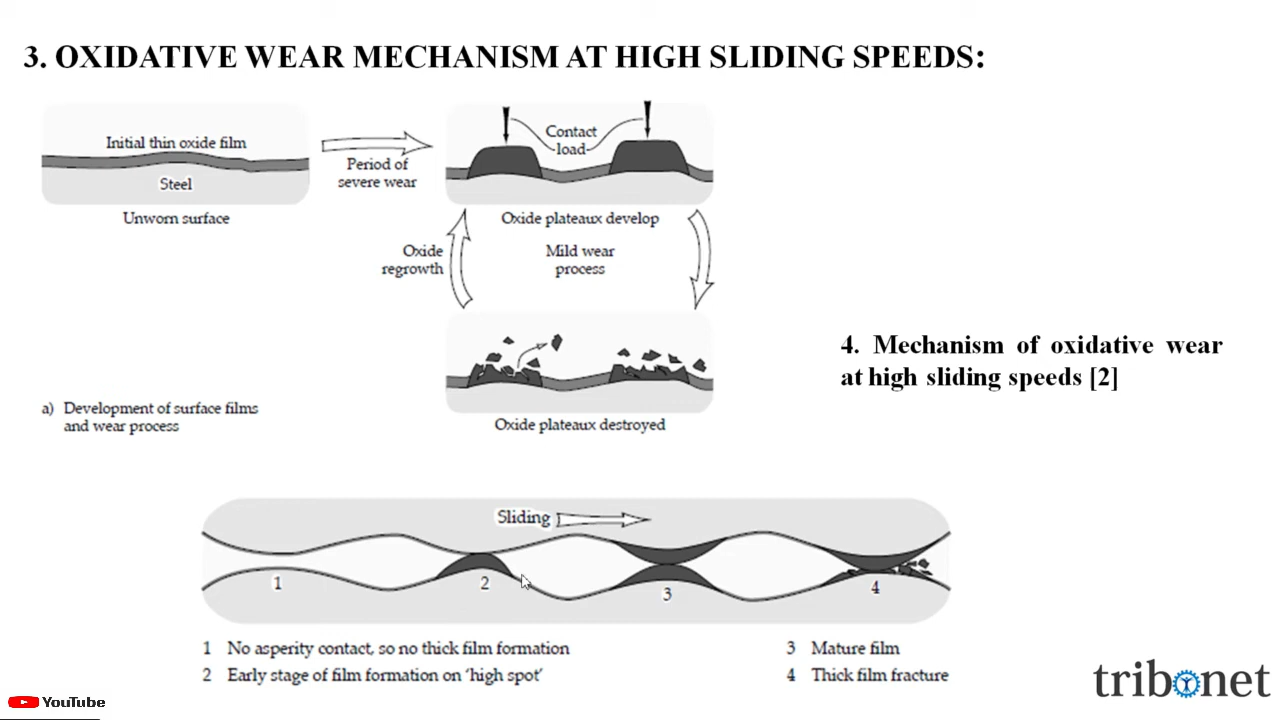 3. OXIDATIVE WEAR MECHANISM AT HIGH SLIDING SPEEDS:
Initial thin oxide film
Steel
Unworn surface
Period of
severe wear
Contact
load
Oxide plateaux develop
Oxide
regrowth
Mild wear
process
Oxide plateaux destroyed
a) Development of surface films
and wear process
4. Mechanism of oxidative wear
at high sliding speeds [2]
Sliding
1
2
3
4
1 No asperity contact, so no thick film formation
2 Early stage of film formation on ‘high spot’
3 Mature film
4 Thick film fracture
tribonet
YouTube